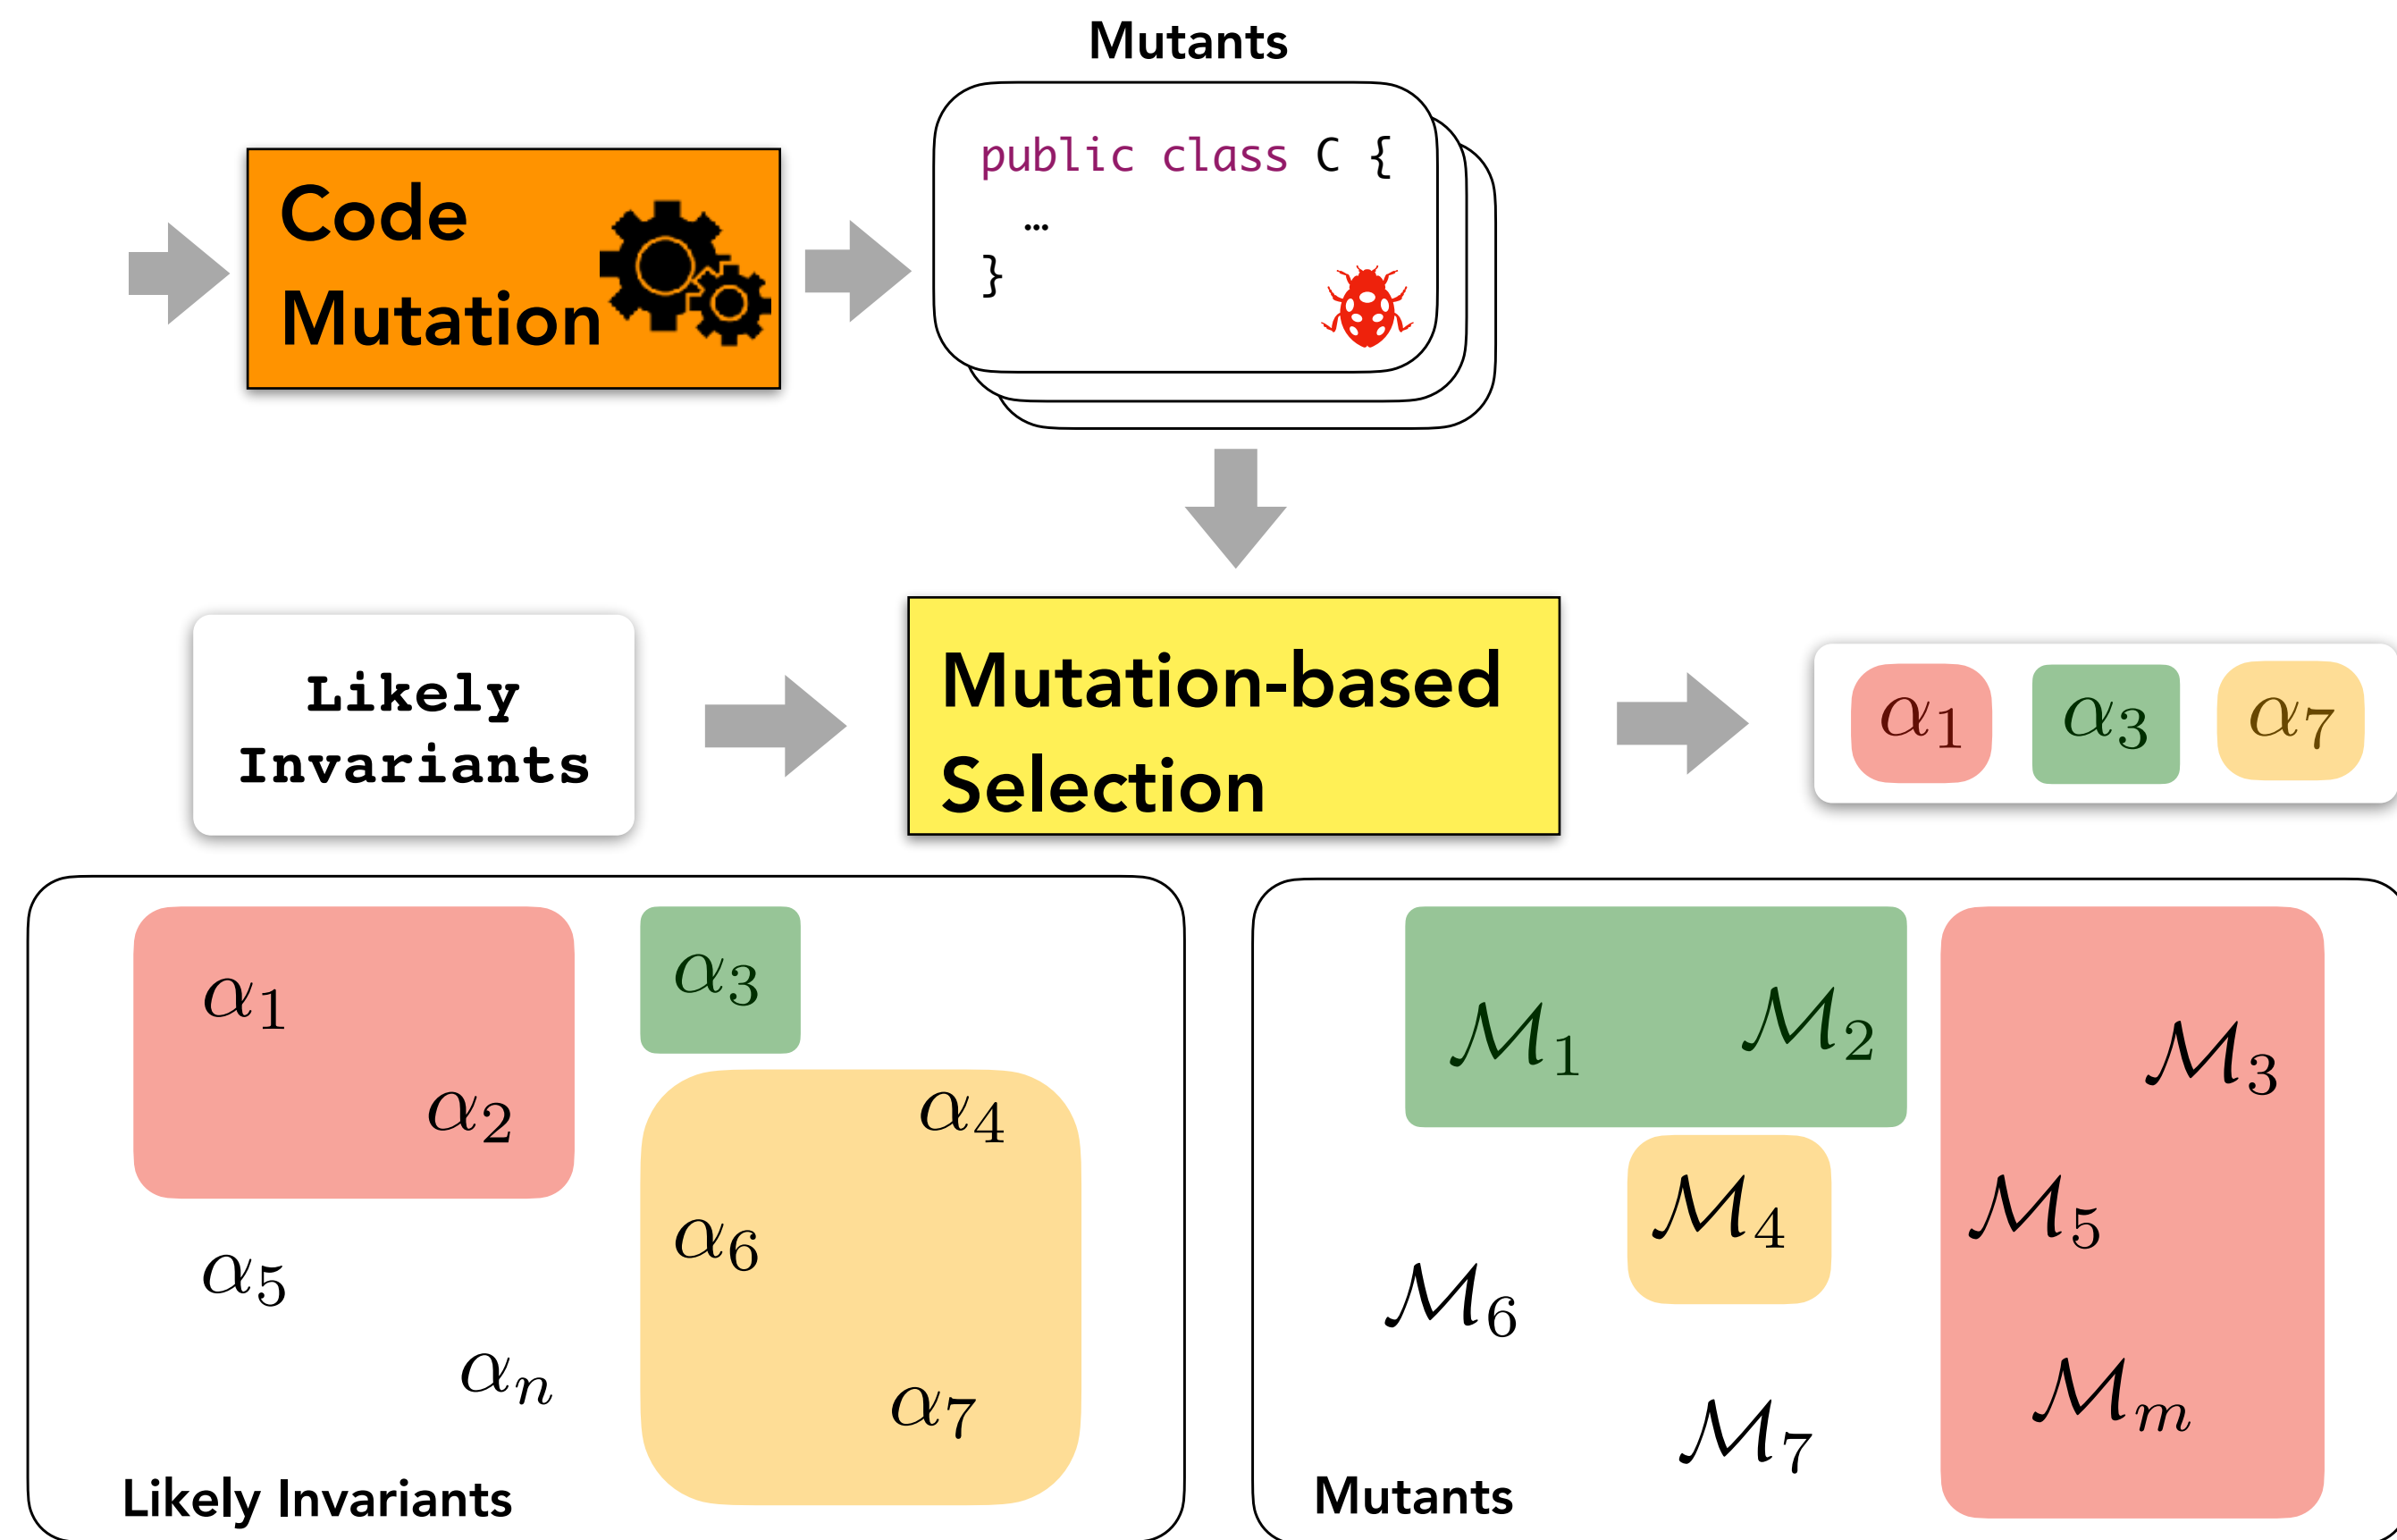 Mutants
public class C {
…
}
Code
Mutation
Likely
Invariants
Mutation-based
Selection
α₁ α₃ α₇
α₁
α₂
α₃
α₄
α₅
α₆
α₇
αₙ
Likely Invariants
ℳ₁
ℳ₂
ℳ₃
ℳ₄
ℳ₅
ℳ₆
ℳ₇
ℳₘ
Mutants